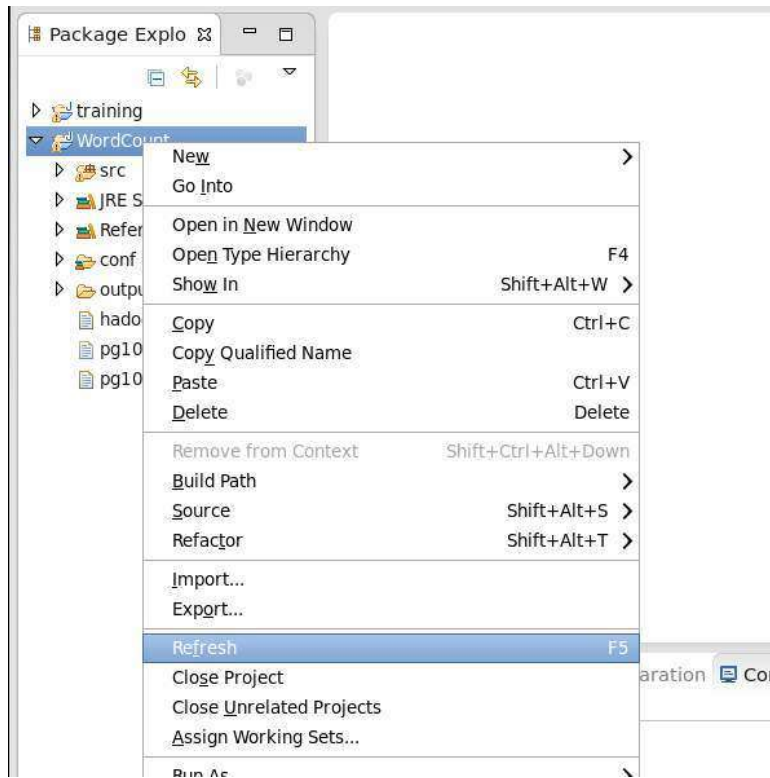 Package Explo
training
WordCount
src
JRE S
Refer
conf
outpu
hado
pg10
pg10
New
Go Into
Open in New Window
Open Type Hierarchy F4
Show In Shift+Alt+W
Copy Ctrl+C
Copy Qualified Name
Paste Ctrl+V
Delete Delete
Remove from Context Shift+Ctrl+Alt+Down
Build Path
Source Shift+Alt+S
Refactor Shift+Alt+T
Import...
Export...
Refresh F5
Close Project
Close Unrelated Projects
Assign Working Sets...
Run As
aration Co